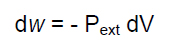 dw = - Pext dV